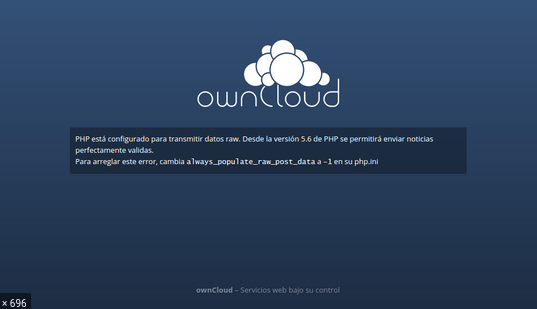 ownCloud
PHP está configurado para transmitir datos raw. Desde la versión 5.6 de PHP se permitirá enviar noticias
perfectamente validas.
Para arreglar este error, cambia always_populate_raw_post_data a -1 en su php.ini
ownCloud – Servicios web bajo su control
× 696